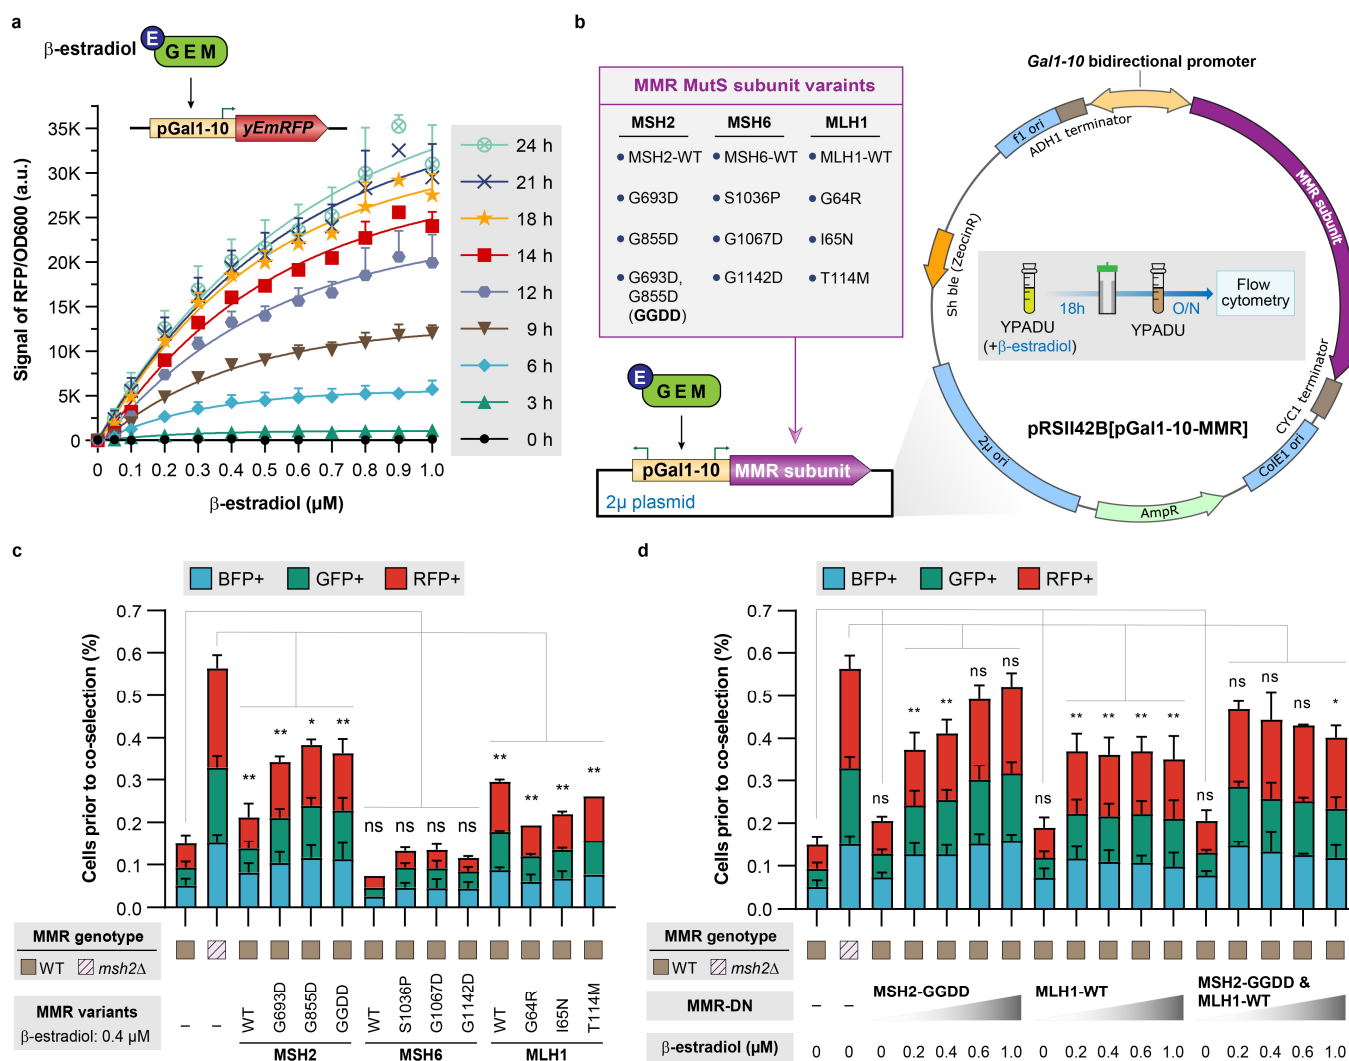 a
β-estradiol
E
GEM
pGal1-10
yEmRFP
Signal of RFP/OD600 (a.u.)
35K
30K
25K
20K
15K
10K
5K
0
0 0.1 0.2 0.3 0.4 0.5 0.6 0.7 0.8 0.9 1.0
β-estradiol (µM)
24 h
21 h
18 h
14 h
12 h
9 h
6 h
3 h
0 h
b
MMR MutS subunit varaints
MSH2 MSH6 MLH1
• MSH2-WT • MSH6-WT • MLH1-WT
• G693D • S1036P • G64R
• G855D • G1067D • I65N
• G693D, • G1142D • T114M
G855D
(GGDD)
E
GEM
pGal1-10
MMR subunit
2µ plasmid
Gal1-10 bidirectional promoter
f1 ori
ADH1 terminator
MMR subunit
Sh ble (ZeocinR)
CYC1 terminator
2µ ori
AmpR
ColE1 ori
pRSII42B[pGal1-10-MMR]
18h
O/N
YPADU
(+β-estradiol)
YPADU
Flow
cytometry
c
BFP+ GFP+ RFP+
Cells prior to co-selection (%)
0.7
0.6
0.5
0.4
0.3
0.2
0.1
0.0
** ** * **
ns ns ns ns
** ** ** **
MMR genotype
WT msh2Δ
MMR variants
β-estradiol: 0.4 µM
– – WT G693D G855D GGDD WT S1036P G1067D G1142D WT G64R I65N T114M
MSH2 MSH6 MLH1
d
BFP+ GFP+ RFP+
Cells prior to co-selection (%)
0.7
0.6
0.5
0.4
0.3
0.2
0.1
0.0
ns ** ** ns ns
ns ** ** ** **
ns ns ns ns *
MMR genotype
WT msh2Δ
MMR-DN
– – MSH2-GGDD MLH1-WT MSH2-GGDD &
MLH1-WT
β-estradiol (µM)
0 0 0 0.2 0.4 0.6 1.0 0 0.2 0.4 0.6 1.0 0 0.2 0.4 0.6 1.0